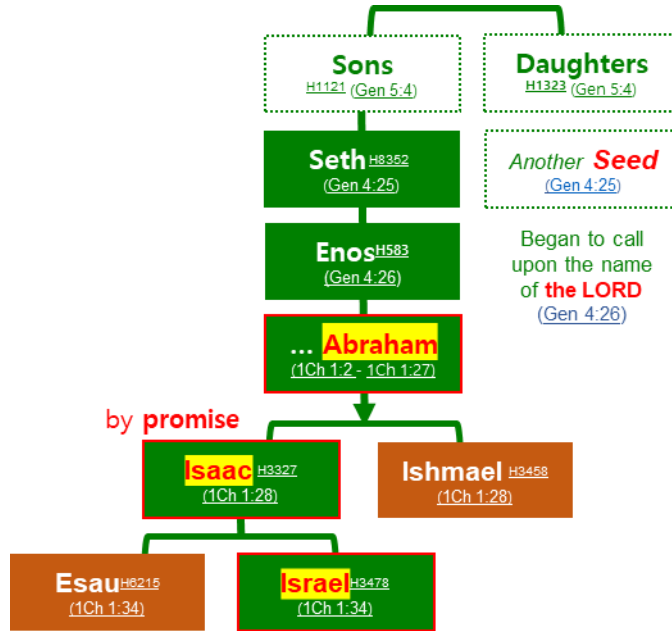 Sons
H1121 (Gen 5:4)
Daughters
H1323 (Gen 5:4)
Seth H8352
(Gen 4:25)
Another Seed
(Gen 4:25)
Enos H583
(Gen 4:26)
Began to call
upon the name
of the LORD
(Gen 4:26)
... Abraham
(1Ch 1:2 - 1Ch 1:27)
by promise
Isaac H3327
(1Ch 1:28)
Ishmael H3458
(1Ch 1:28)
Esau H6215
(1Ch 1:34)
Israel H3478
(1Ch 1:34)